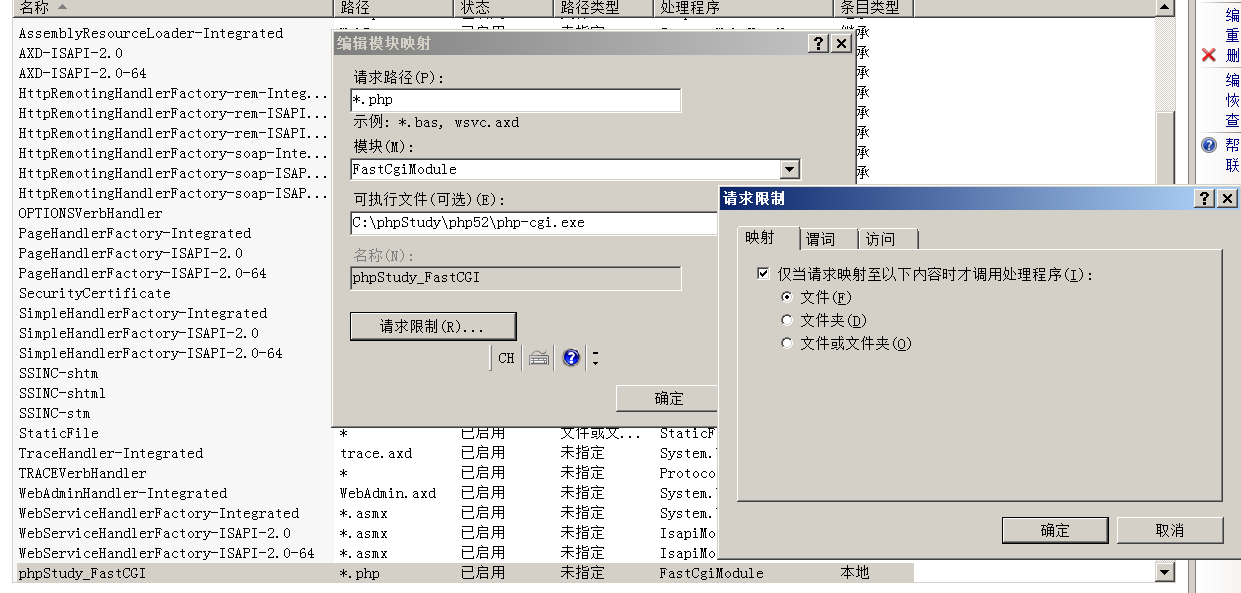 名称 路径 状态 路径类型 处理程序 条目类型
AssemblyResourceLoader-Integrated
AXD-ISAPI-2.0
AXD-ISAPI-2.0-64
HttpRemotingHandlerFactory-rem-Integ...
HttpRemotingHandlerFactory-rem-ISAPI...
HttpRemotingHandlerFactory-rem-ISAPI...
HttpRemotingHandlerFactory-soap-Inte...
HttpRemotingHandlerFactory-soap-ISAP...
HttpRemotingHandlerFactory-soap-ISAP...
OPTIONSVerbHandler
PageHandlerFactory-Integrated
PageHandlerFactory-ISAPI-2.0
PageHandlerFactory-ISAPI-2.0-64
SecurityCertificate
SimpleHandlerFactory-Integrated
SimpleHandlerFactory-ISAPI-2.0
SimpleHandlerFactory-ISAPI-2.0-64
SSINC-shtm
SSINC-shtml
SSINC-stm
StaticFile * 已启用 文件或文... StaticF
TraceHandler-Integrated trace.axd 已启用 未指定 System.
TRACEVerbHandler * 已启用 未指定 Protoco
WebAdminHandler-Integrated WebAdmin.axd 已启用 未指定 System.
WebServiceHandlerFactory-Integrated *.asmx 已启用 未指定 System.
WebServiceHandlerFactory-ISAPI-2.0 *.asmx 已启用 未指定 IsapiMo
WebServiceHandlerFactory-ISAPI-2.0-64 *.asmx 已启用 未指定 IsapiMo
phpStudy_FastCGI *.php 已启用 未指定 FastCgiModule 本地
编辑模块映射
请求路径(P):
*.php
示例: *.bas, wsvc.axd
模块(M):
FastCgiModule
可执行文件(可选)(E):
C:\phpStudy\php52\php-cgi.exe
名称(N):
phpStudy_FastCGI
请求限制(R)...
CH
确定
承
承
承
承
承
承
承
承
请求限制
映射 谓词 访问
仅当请求映射至以下内容时才调用处理程序(I):
文件(F)
文件夹(D)
文件或文件夹(O)
确定 取消
编
重
删
编
恢
查
帮
联